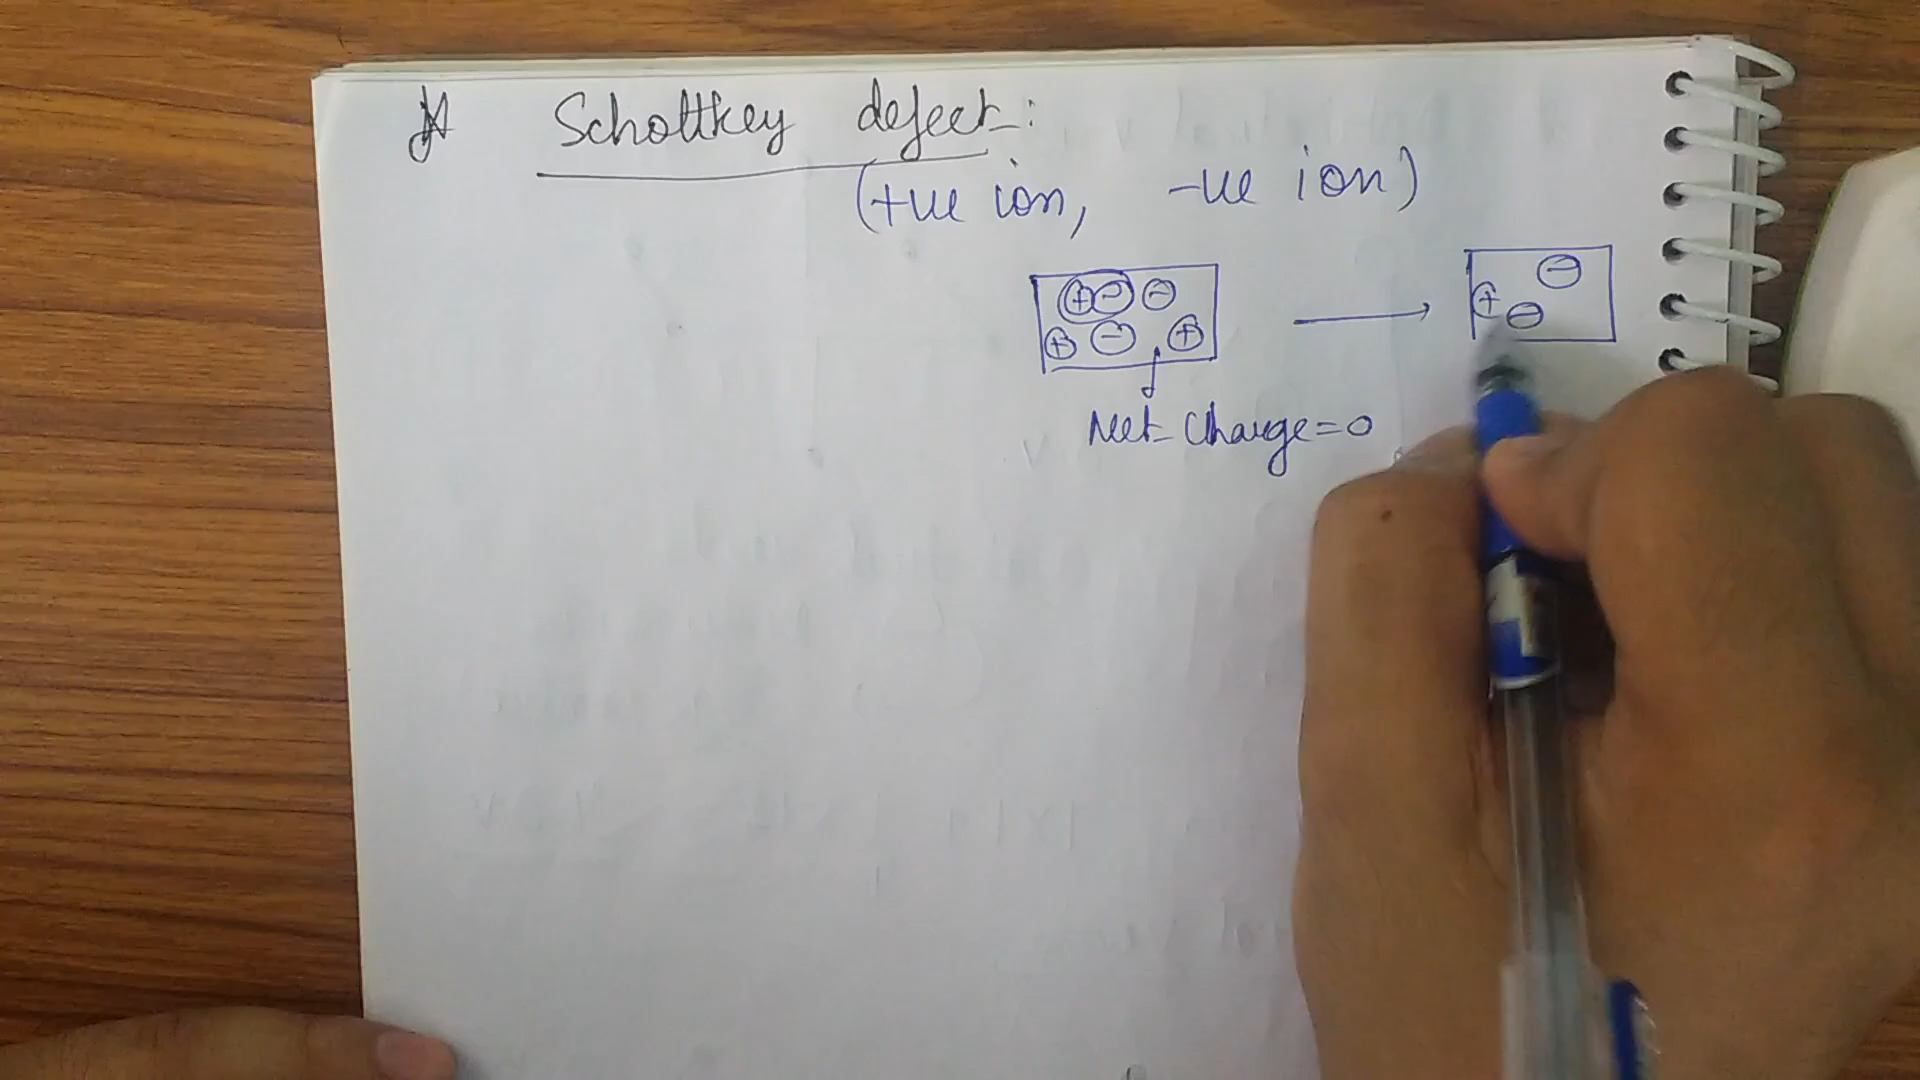 Schottkey defect:
(+ve ion, -ve ion)
+ - -
+ - +
-
+ -
Net charge=0